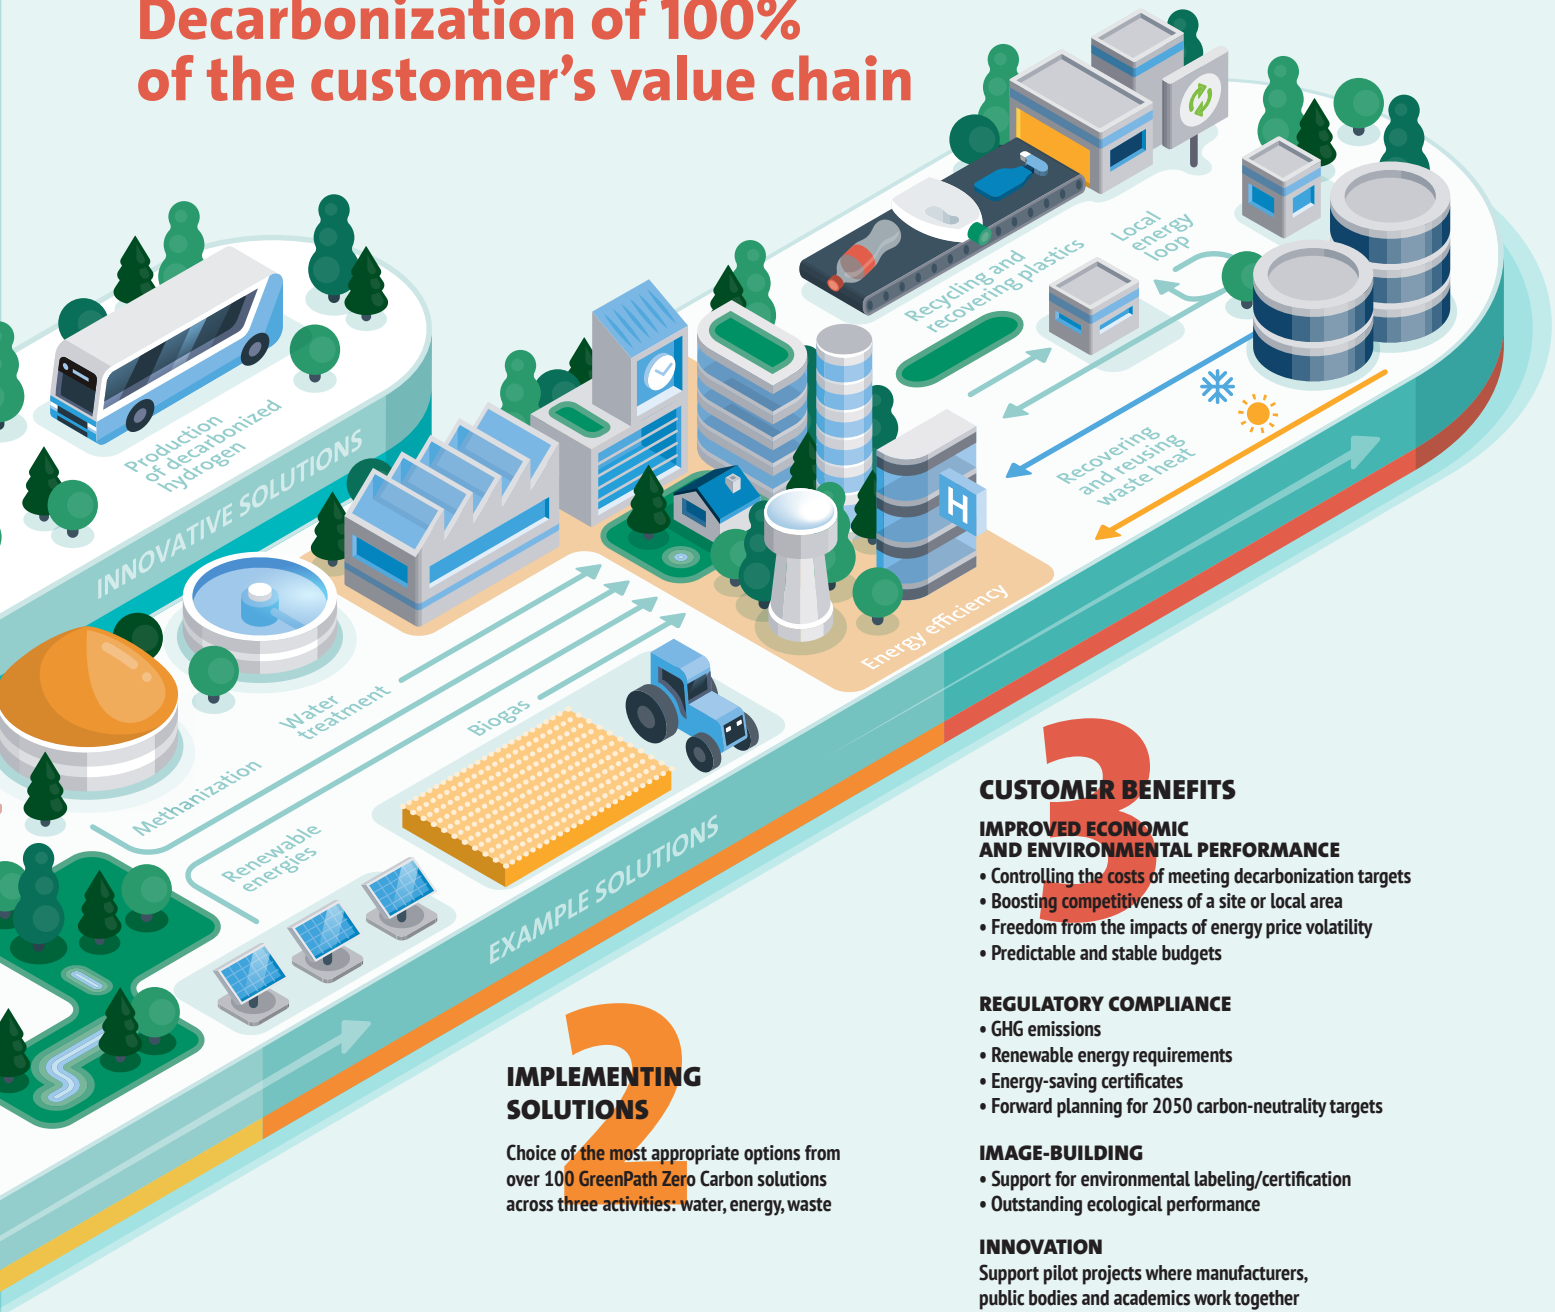 Decarbonization of 100%
of the customer’s value chain
Production
of decarbonized
hydrogen
INNOVATIVE SOLUTIONS
Recycling and
recovering plastics
Local
energy
loop
Recovering
and reusing
waste heat
H
Energy efficiency
Water
treatment
Biogas
Methanization
Renewable
energies
EXAMPLE SOLUTIONS
2
IMPLEMENTING
SOLUTIONS
Choice of the most appropriate options from
over 100 GreenPath Zero Carbon solutions
across three activities: water, energy, waste
3
CUSTOMER BENEFITS
IMPROVED ECONOMIC
AND ENVIRONMENTAL PERFORMANCE
• Controlling the costs of meeting decarbonization targets
• Boosting competitiveness of a site or local area
• Freedom from the impacts of energy price volatility
• Predictable and stable budgets
REGULATORY COMPLIANCE
• GHG emissions
• Renewable energy requirements
• Energy-saving certificates
• Forward planning for 2050 carbon-neutrality targets
IMAGE-BUILDING
• Support for environmental labeling/certification
• Outstanding ecological performance
INNOVATION
Support pilot projects where manufacturers,
public bodies and academics work together